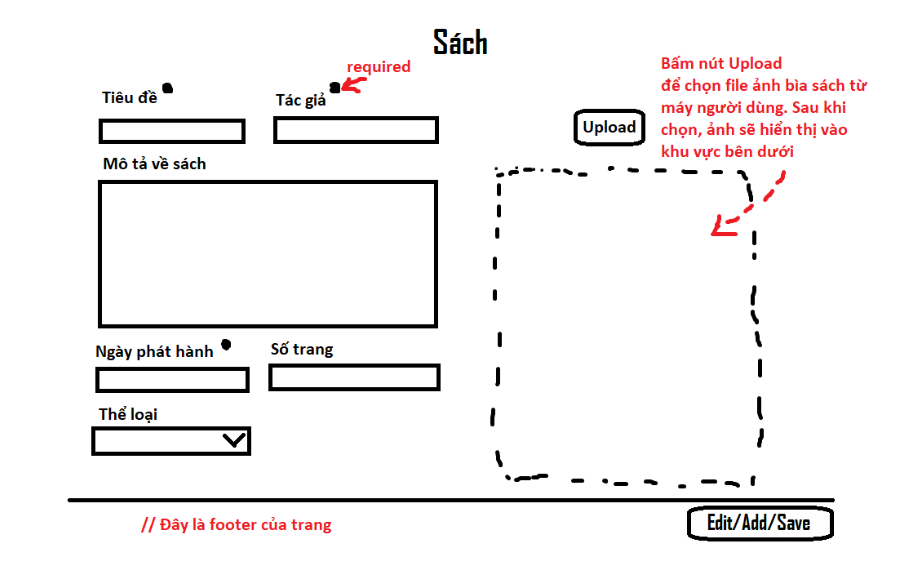 Sách
required
Tiêu đề
Tác giả
Bấm nút Upload
để chọn file ảnh bìa sách từ
máy người dùng. Sau khi
chọn, ảnh sẽ hiển thị vào
khu vực bên dưới
Upload
Mô tả về sách
Ngày phát hành
Số trang
Thể loại
// Đây là footer của trang
Edit/Add/Save